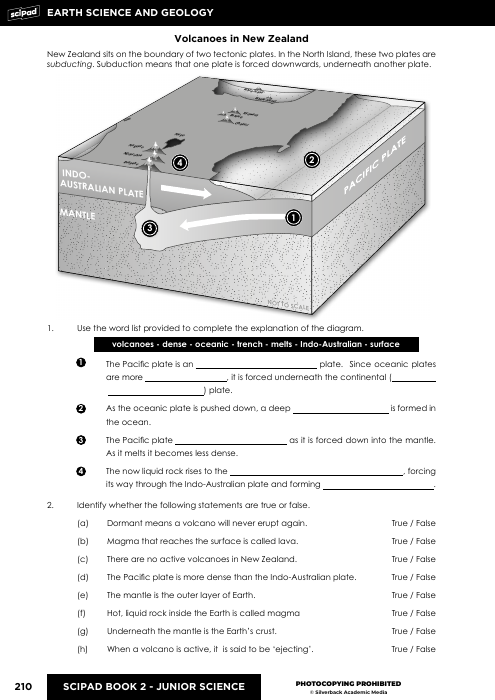 scipad EARTH SCIENCE AND GEOLOGY
Volcanoes in New Zealand
New Zealand sits on the boundary of two tectonic plates. In the North Island, these two plates are
subducting. Subduction means that one plate is forced downwards, underneath another plate.
4
2
INDO-
AUSTRALIAN PLATE
PACIFIC PLATE
MANTLE
3
1
NOT TO SCALE
1. Use the word list provided to complete the explanation of the diagram.
volcanoes - dense - oceanic - trench - melts - Indo-Australian - surface
1 The Pacific plate is an ____ plate. Since oceanic plates
are more ____, it is forced underneath the continental (____
____) plate.
2 As the oceanic plate is pushed down, a deep ____ is formed in
the ocean.
3 The Pacific plate ____ as it is forced down into the mantle.
As it melts it becomes less dense.
4 The now liquid rock rises to the ____, forcing
its way through the Indo-Australian plate and forming ____.
2. Identify whether the following statements are true or false.
(a) Dormant means a volcano will never erupt again. True / False
(b) Magma that reaches the surface is called lava. True / False
(c) There are no active volcanoes in New Zealand. True / False
(d) The Pacific plate is more dense than the Indo-Australian plate. True / False
(e) The mantle is the outer layer of Earth. True / False
(f) Hot, liquid rock inside the Earth is called magma True / False
(g) Underneath the mantle is the Earth's crust. True / False
(h) When a volcano is active, it is said to be 'ejecting'. True / False
210 SCIPAD BOOK 2 - JUNIOR SCIENCE
PHOTOCOPYING PROHIBITED
© Silverback Academic Media